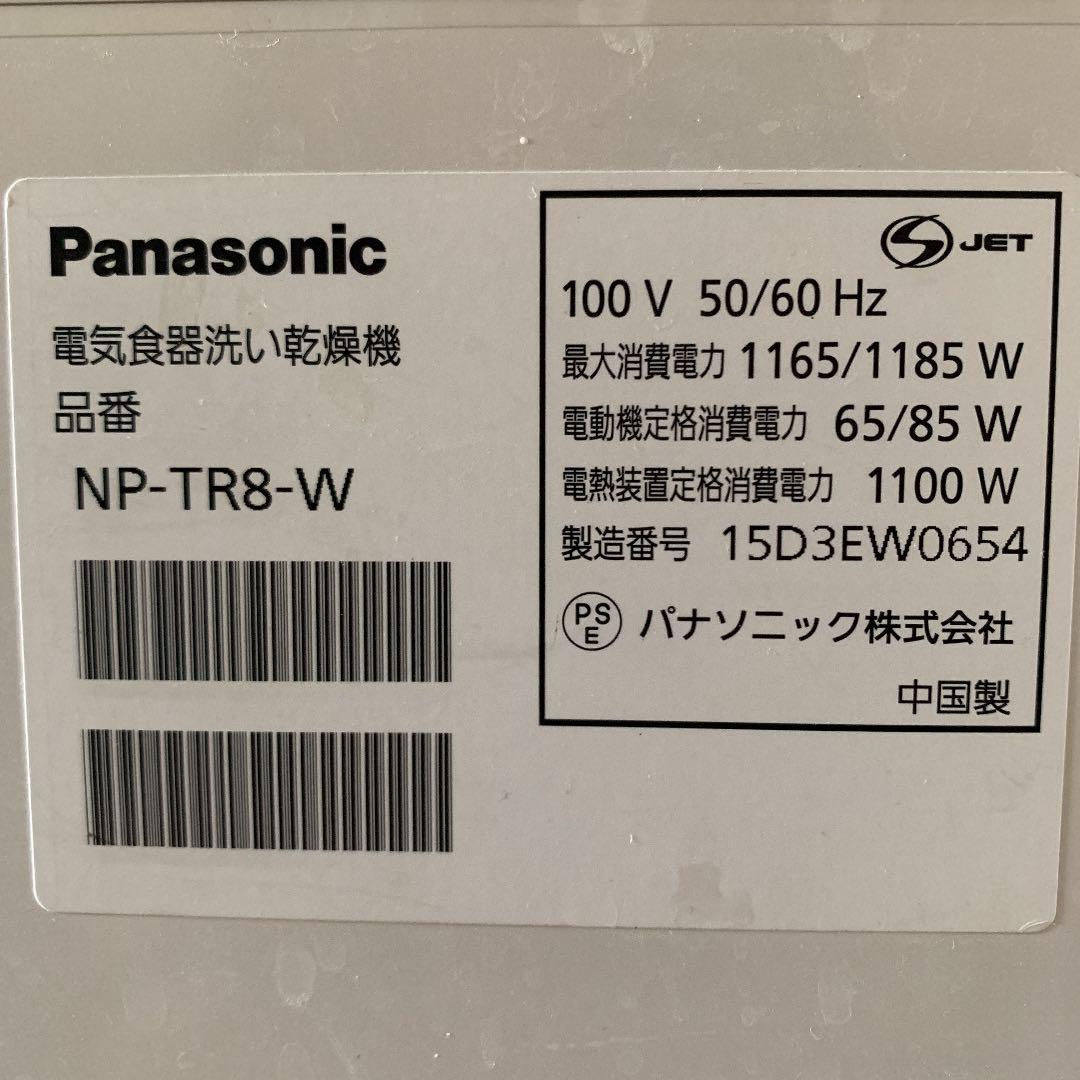 Panasonic
電気食器洗い乾燥機
品番
NP-TR8-W
JET
100 V 50/60 Hz
最大消費電力 1165/1185 W
電動機定格消費電力 65/85 W
電熱装置定格消費電力 1100 W
製造番号 15D3EW0654
PSE パナソニック株式会社
中国製